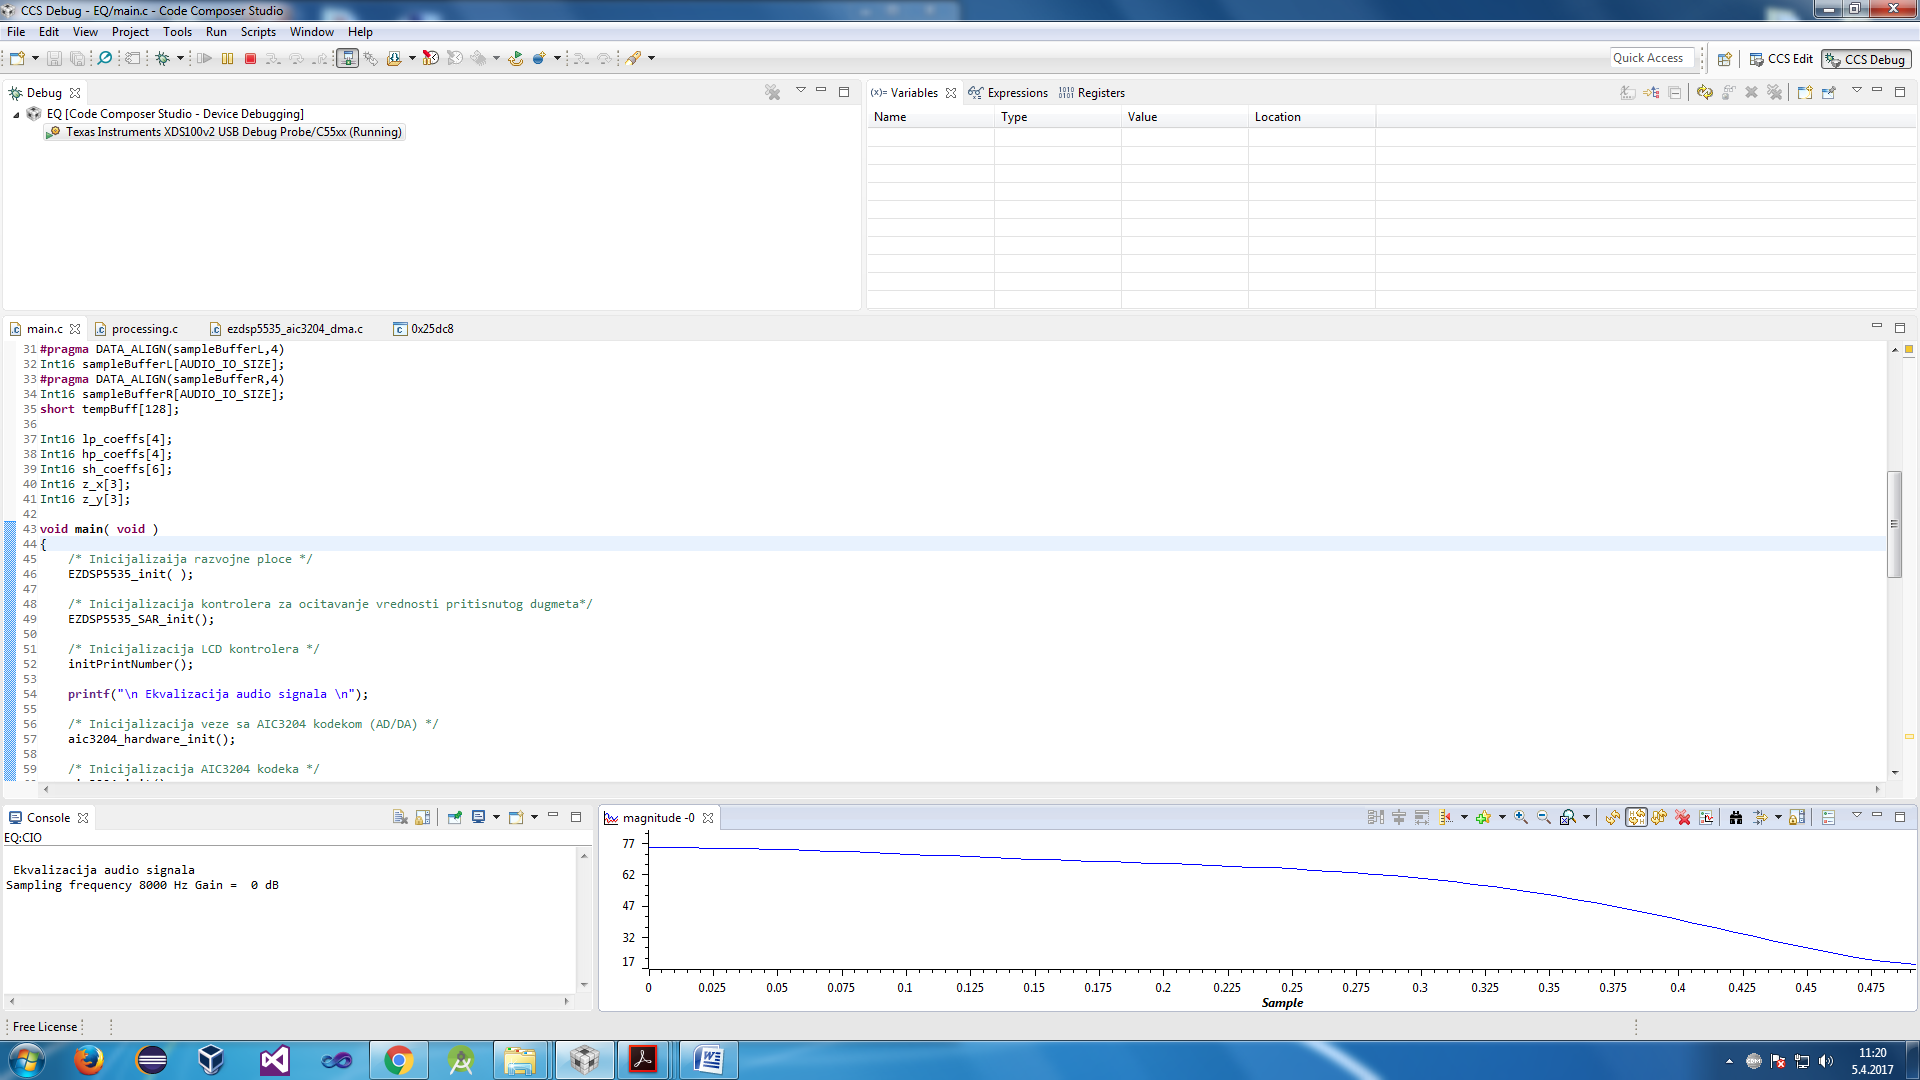 CCS Debug - EQ/main.c - Code Composer Studio
File Edit View Project Tools Run Scripts Window Help
Quick Access
CCS Edit
CCS Debug
Debug
EQ [Code Composer Studio - Device Debugging]
Texas Instruments XDS100v2 USB Debug Probe/C55xx (Running)
(x)= Variables Expressions Registers
Name Type Value Location
main.c processing.c ezdsp5535_aic3204_dma.c 0x25dc8
31 #pragma DATA_ALIGN(sampleBufferL,4)
32 Int16 sampleBufferL[AUDIO_IO_SIZE];
33 #pragma DATA_ALIGN(sampleBufferR,4)
34 Int16 sampleBufferR[AUDIO_IO_SIZE];
35 short tempBuff[128];
36
37 Int16 lp_coeffs[4];
38 Int16 hp_coeffs[4];
39 Int16 sh_coeffs[6];
40 Int16 z_x[3];
41 Int16 z_y[3];
42
43 void main( void )
44 {
45 /* Inicijalizaija razvojne ploce */
46 EZDSP5535_init( );
47
48 /* Inicijalizacija kontrolera za ocitavanje vrednosti pritisnutog dugmeta*/
49 EZDSP5535_SAR_init();
50
51 /* Inicijalizacija LCD kontrolera */
52 initPrintNumber();
53
54 printf("\n Ekvalizacija audio signala \n");
55
56 /* Inicijalizacija veze sa AIC3204 kodekom (AD/DA) */
57 aic3204_hardware_init();
58
59 /* Inicijalizacija AIC3204 kodeka */
Console
EQ:CIO
Ekvalizacija audio signala
Sampling frequency 8000 Hz Gain = 0 dB
magnitude -0
77
62
47
32
17
0 0.025 0.05 0.075 0.1 0.125 0.15 0.175 0.2 0.225 0.25 0.275 0.3 0.325 0.35 0.375 0.4 0.425 0.45 0.475
Sample
Free License
11:20
5.4.2017